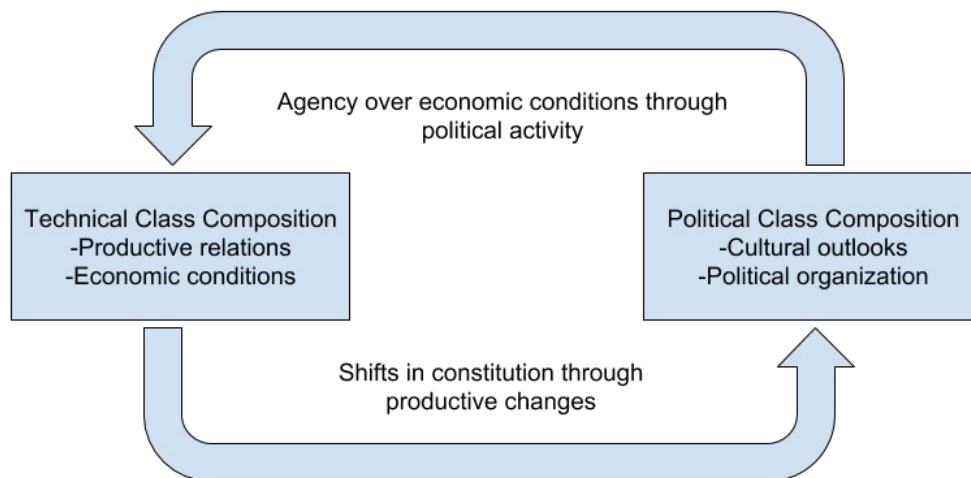 Agency over economic conditions through
political activity
Technical Class Composition
-Productive relations
-Economic conditions
Political Class Composition
-Cultural outlooks
-Political organization
Shifts in constitution through
productive changes